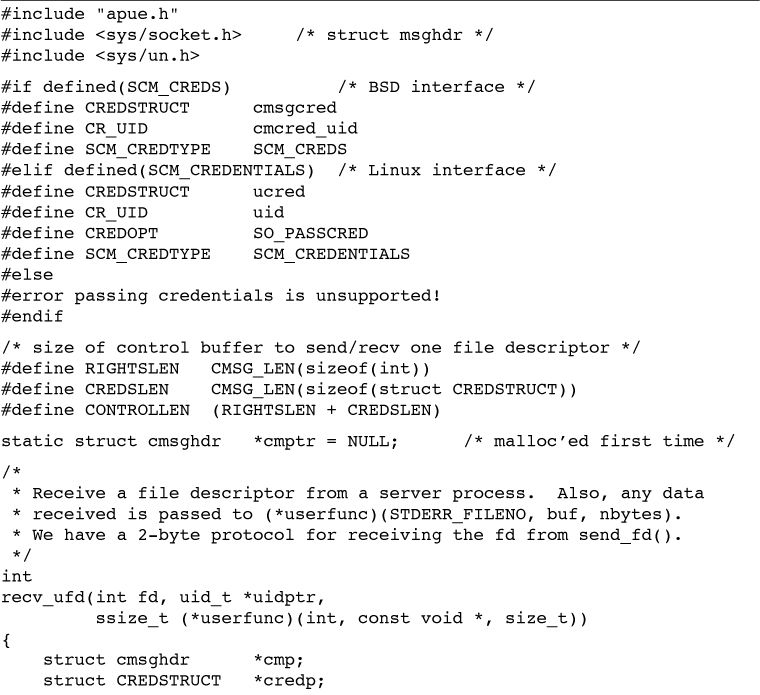 #include "apue.h"
#include <sys/socket.h>     /* struct msghdr */
#include <sys/un.h>
#if defined(SCM_CREDS)          /* BSD interface */
#define CREDSTRUCT      cmsgcred
#define CR_UID          cmcred_uid
#define SCM_CREDTYPE    SCM_CREDS
#elif defined(SCM_CREDENTIALS)  /* Linux interface */
#define CREDSTRUCT      ucred
#define CR_UID          uid
#define CREDOPT         SO_PASSCRED
#define SCM_CREDTYPE    SCM_CREDENTIALS
#else
#error passing credentials is unsupported!
#endif
/* size of control buffer to send/recv one file descriptor */
#define RIGHTSLEN   CMSG_LEN(sizeof(int))
#define CREDSLEN    CMSG_LEN(sizeof(struct CREDSTRUCT))
#define CONTROLLEN  (RIGHTSLEN + CREDSLEN)
static struct cmsghdr   *cmptr = NULL;      /* malloc’ed first time */
/*
 * Receive a file descriptor from a server process.  Also, any data
 * received is passed to (*userfunc)(STDERR_FILENO, buf, nbytes).
 * We have a 2-byte protocol for receiving the fd from send_fd().
 */
int
recv_ufd(int fd, uid_t *uidptr,
         ssize_t (*userfunc)(int, const void *, size_t))
{
    struct cmsghdr      *cmp;
    struct CREDSTRUCT   *credp;